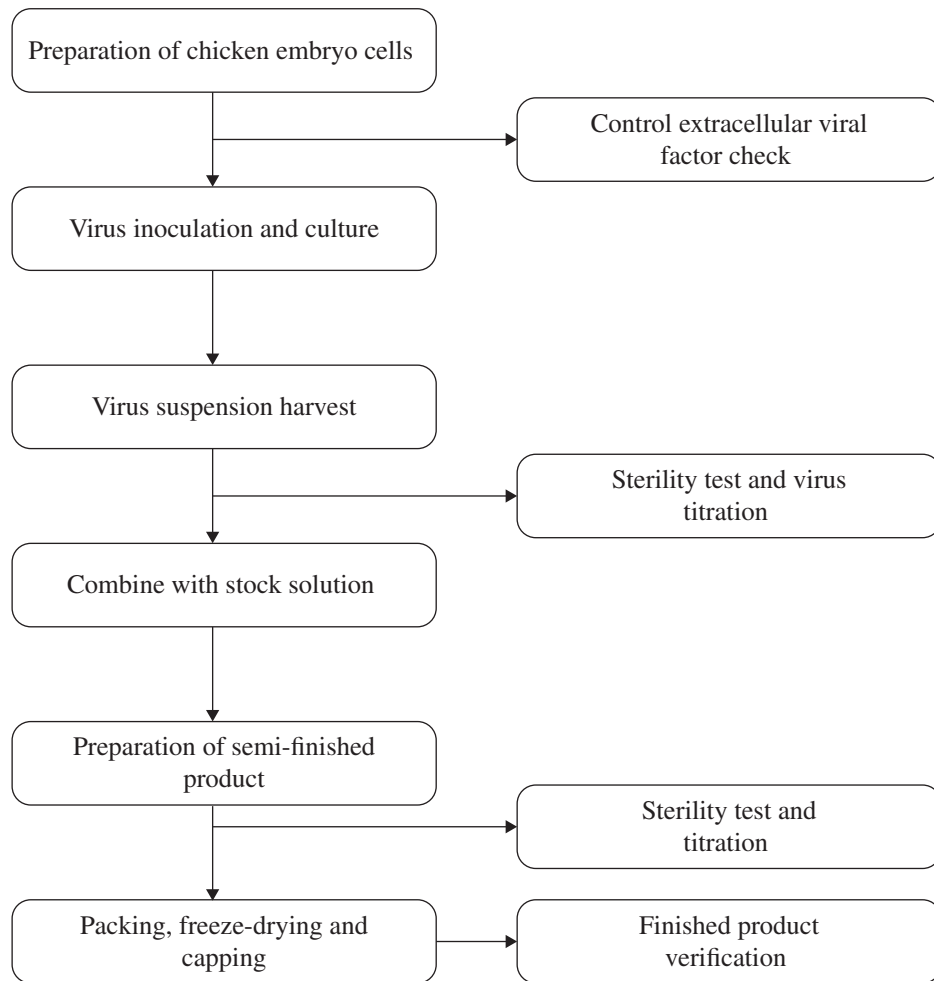 Preparation of chicken embryo cells
Control extracellular viral
factor check
Virus inoculation and culture
Virus suspension harvest
Sterility test and virus
titration
Combine with stock solution
Preparation of semi-finished
product
Sterility test and
titration
Packing, freeze-drying and
capping
Finished product
verification